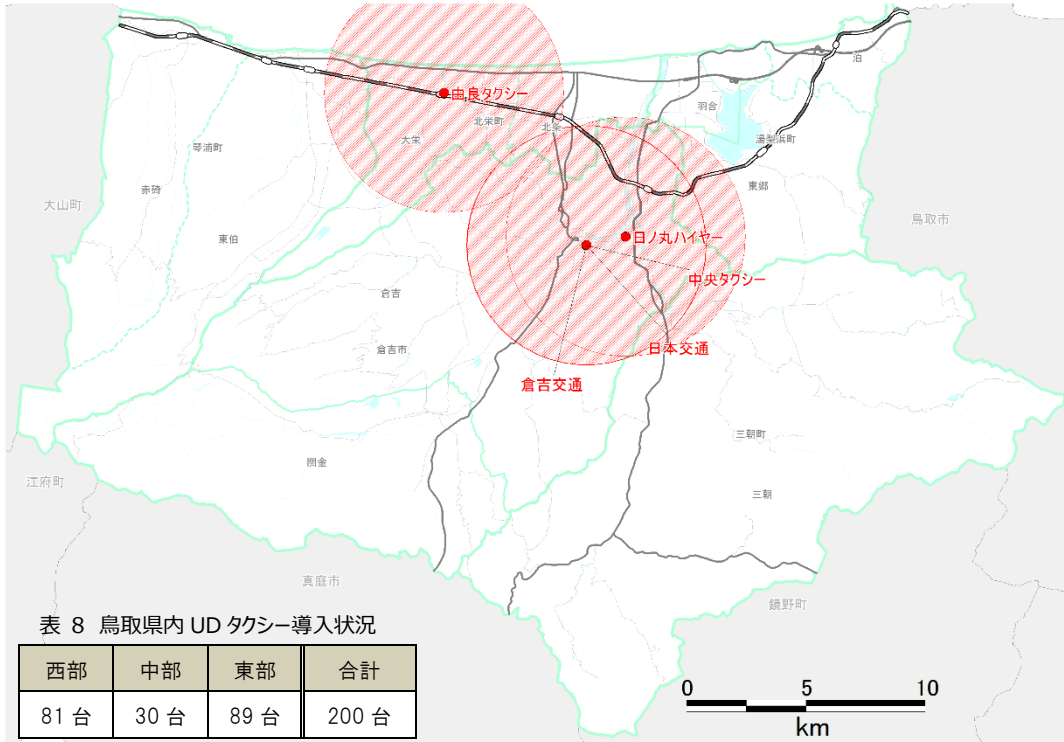 泊
由良タクシー
羽合
北栄町
北条
大栄
湯梨浜町
琴浦町
東郷
赤碕
大山町
鳥取市
東伯
日ノ丸ハイヤー
中央タクシー
倉吉
日本交通
倉吉市
倉吉交通
三朝町
関金
江府町
三朝
真庭市
鏡野町
表 8 鳥取県内 UD タクシー導入状況
西部 中部 東部 合計
81 台 30 台 89 台 200 台
0 5 10
km